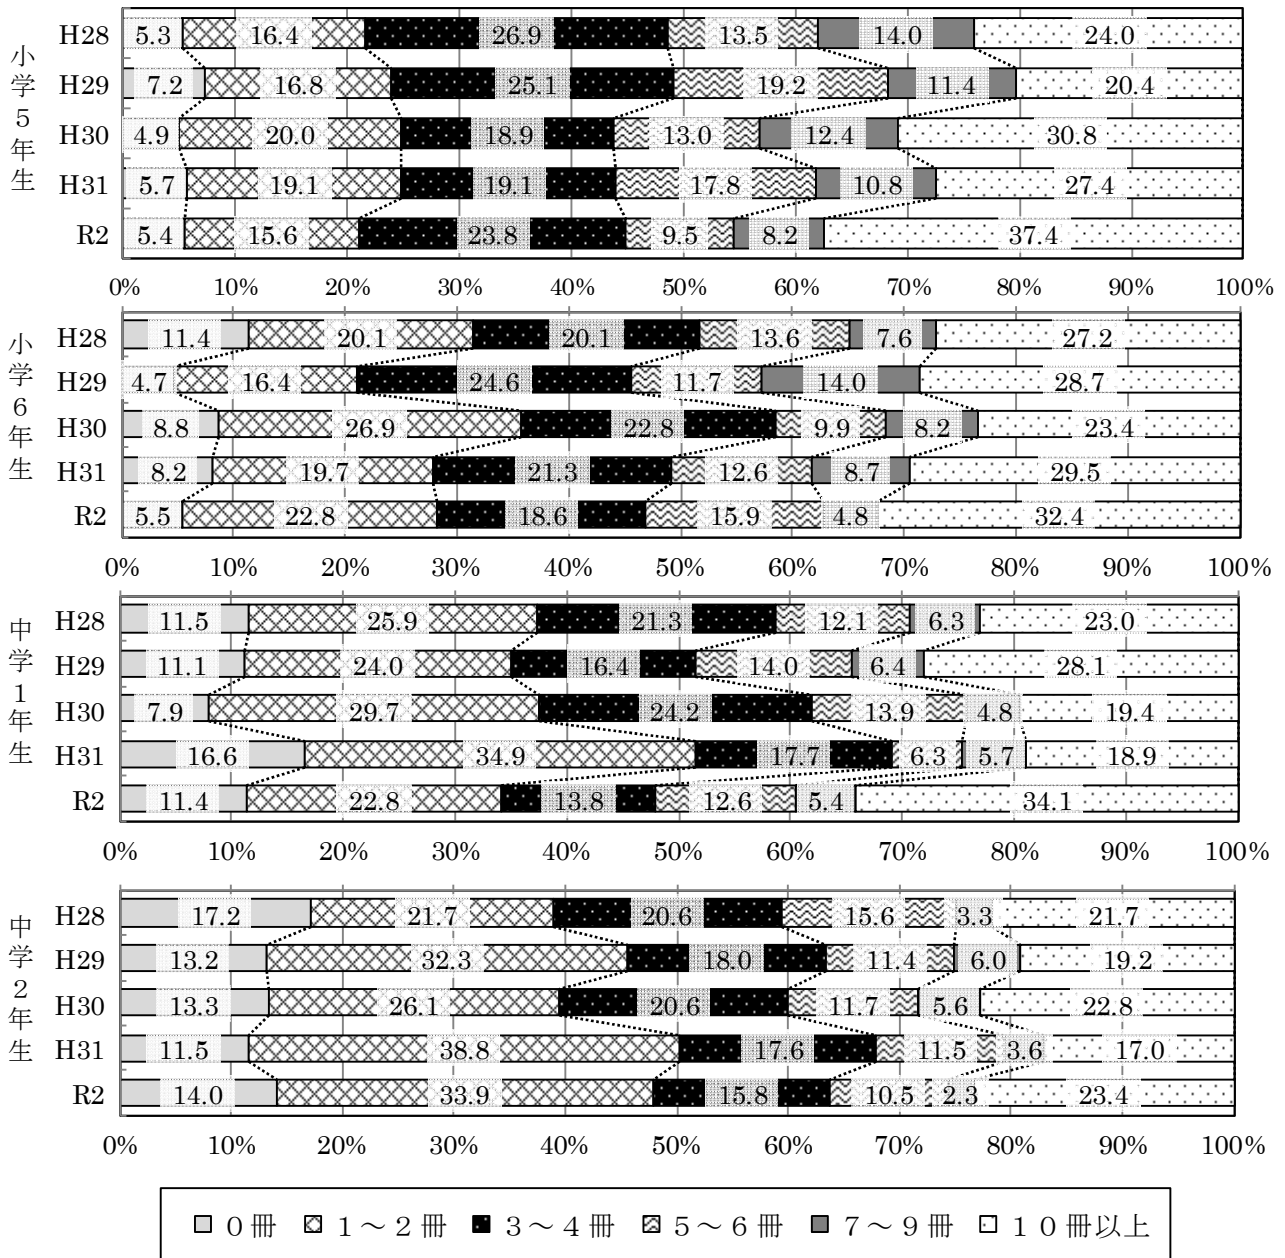 小学5年生
H28 5.3 16.4 26.9 13.5 14.0 24.0
H29 7.2 16.8 25.1 19.2 11.4 20.4
H30 4.9 20.0 18.9 13.0 12.4 30.8
H31 5.7 19.1 19.1 17.8 10.8 27.4
R2 5.4 15.6 23.8 9.5 8.2 37.4
0% 10% 20% 30% 40% 50% 60% 70% 80% 90% 100%
小学6年生
H28 11.4 20.1 20.1 13.6 7.6 27.2
H29 4.7 16.4 24.6 11.7 14.0 28.7
H30 8.8 26.9 22.8 9.9 8.2 23.4
H31 8.2 19.7 21.3 12.6 8.7 29.5
R2 5.5 22.8 18.6 15.9 4.8 32.4
0% 10% 20% 30% 40% 50% 60% 70% 80% 90% 100%
中学1年生
H28 11.5 25.9 21.3 12.1 6.3 23.0
H29 11.1 24.0 16.4 14.0 6.4 28.1
H30 7.9 29.7 24.2 13.9 4.8 19.4
H31 16.6 34.9 17.7 6.3 5.7 18.9
R2 11.4 22.8 13.8 12.6 5.4 34.1
0% 10% 20% 30% 40% 50% 60% 70% 80% 90% 100%
中学2年生
H28 17.2 21.7 20.6 15.6 3.3 21.7
H29 13.2 32.3 18.0 11.4 6.0 19.2
H30 13.3 26.1 20.6 11.7 5.6 22.8
H31 11.5 38.8 17.6 11.5 3.6 17.0
R2 14.0 33.9 15.8 10.5 2.3 23.4
0% 10% 20% 30% 40% 50% 60% 70% 80% 90% 100%
０冊 １～２冊 ３～４冊 ５～６冊 ７～９冊 １０冊以上